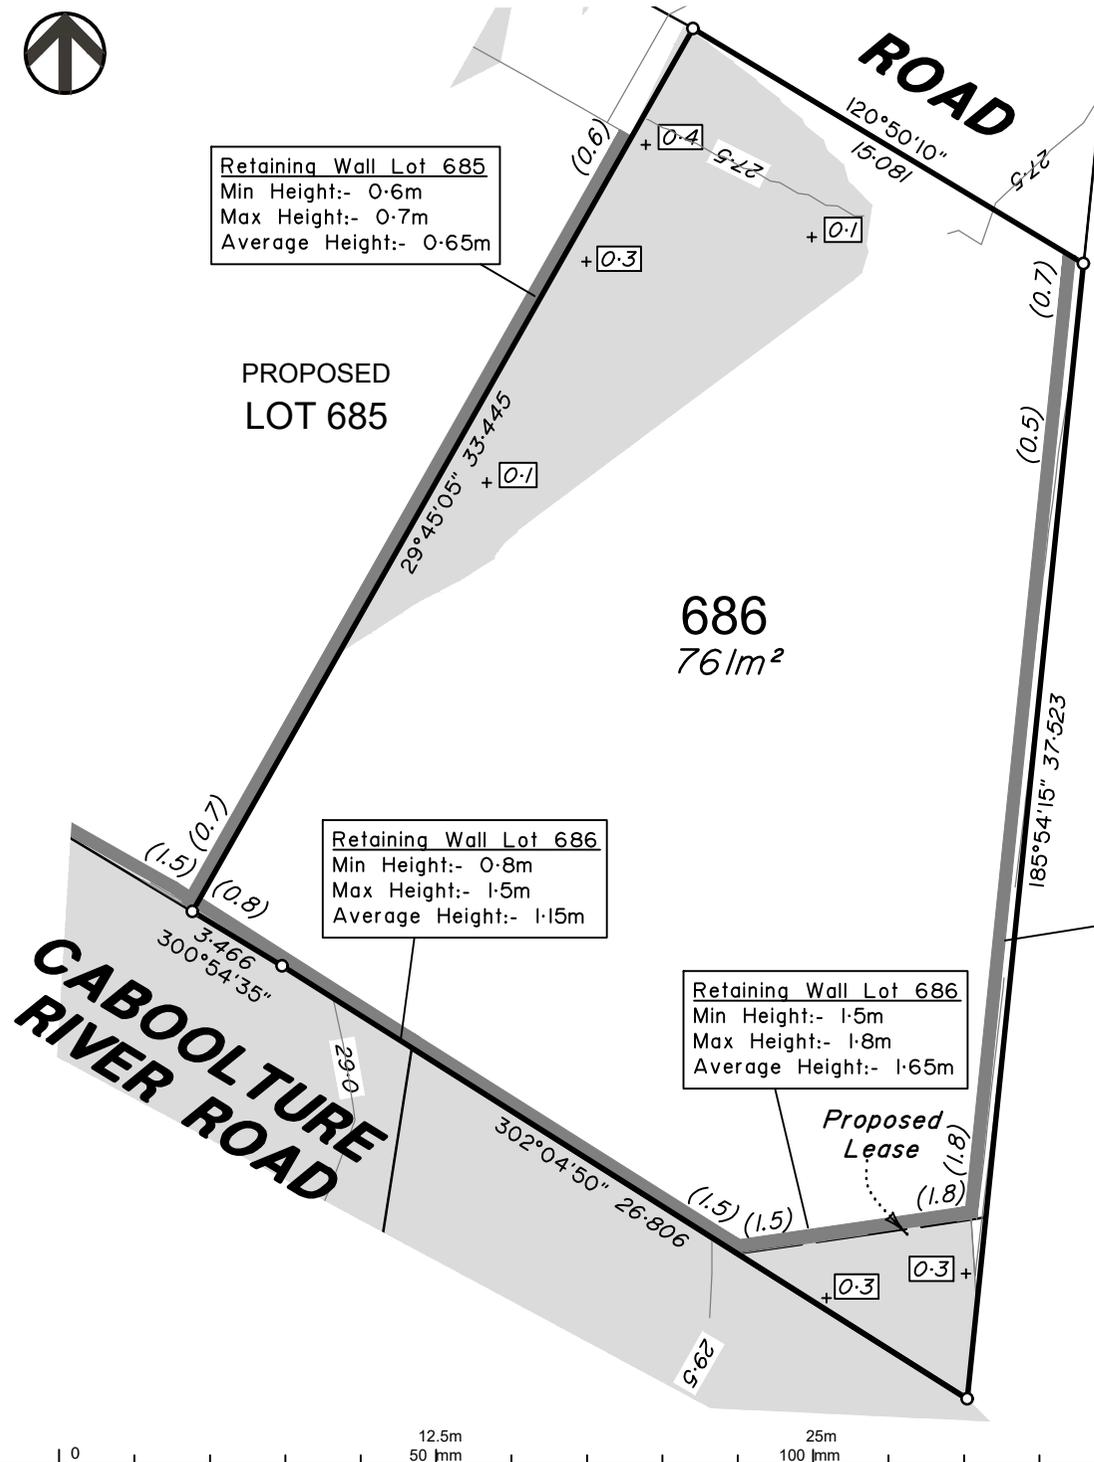 ROAD
120°50'10"
15·081
27·5
27·5
(0.6)
0·4
0·1
0·3
0·1
Retaining Wall Lot 685
Min Height:- 0·6m
Max Height:- 0·7m
Average Height:- 0·65m
PROPOSED
LOT 685
29°45'05" 33·445
(0.7)
(0.5)
686
761m²
185°54'15" 37·523
(0.7)
(1.5)
(0.8)
Retaining Wall Lot 686
Min Height:- 0·8m
Max Height:- 1·5m
Average Height:- 1·15m
3·466
300°54'35"
CABOOLTURE
RIVER ROAD
29·0
Retaining Wall Lot 686
Min Height:- 1·5m
Max Height:- 1·8m
Average Height:- 1·65m
Proposed
Lease
(1.8)
(1.8)
302°04'50" 26·806
(1.5)
(1.5)
0·3
0·3
29·5
0
12.5m
50 mm
25m
100 mm